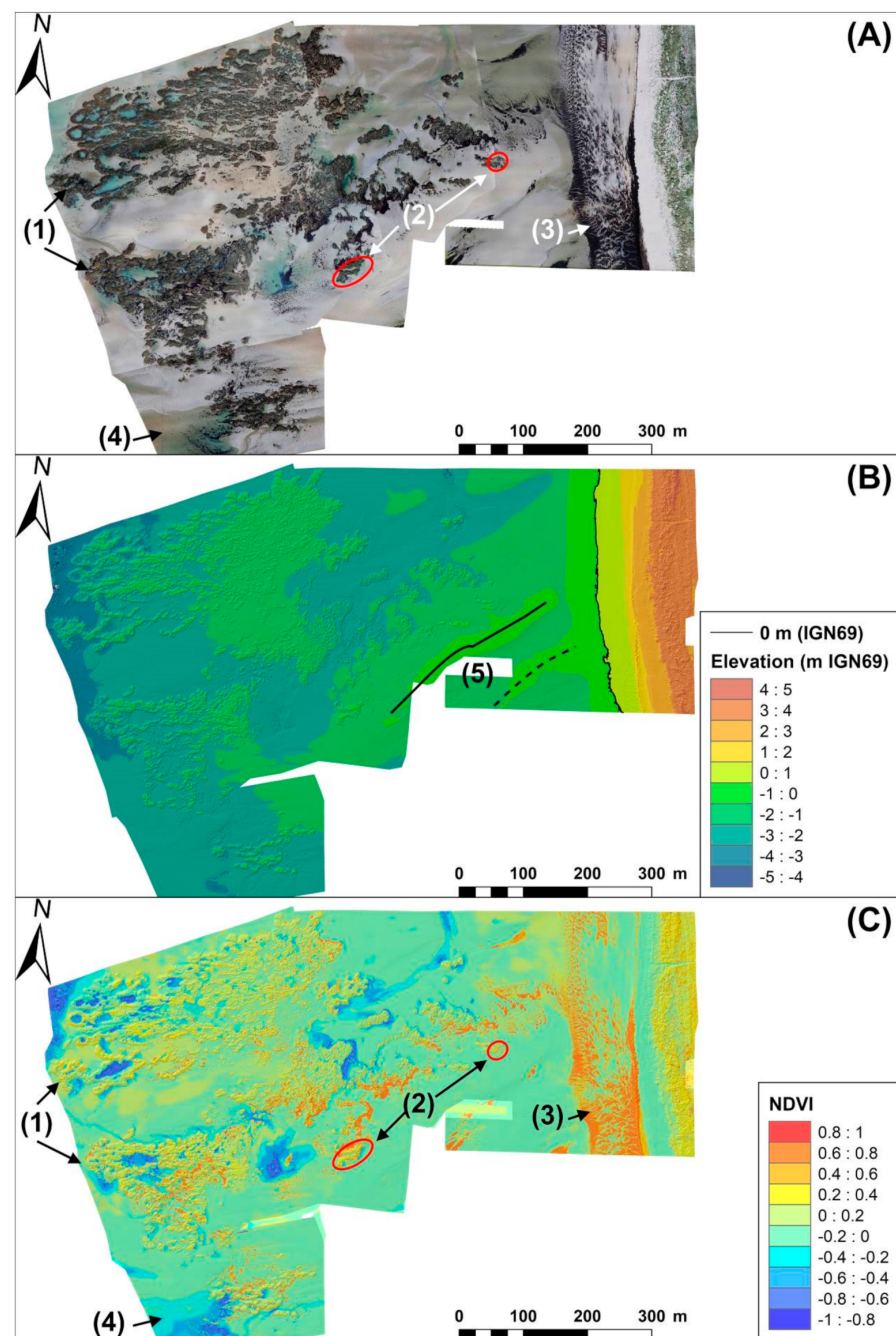 N
(A)
(1)
(2)
(3)
(4)
0 100 200 300 m
N
(B)
(5)
0 m (IGN69)
Elevation (m IGN69)
4 : 5
3 : 4
2 : 3
1 : 2
0 : 1
-1 : 0
-2 : -1
-3 : -2
-4 : -3
-5 : -4
0 100 200 300 m
N
(C)
(1)
(2)
(3)
(4)
NDVI
0.8 : 1
0.6 : 0.8
0.4 : 0.6
0.2 : 0.4
0 : 0.2
-0.2 : 0
-0.4 : -0.2
-0.6 : -0.4
-0.8 : -0.6
-1 : -0.8
0 100 200 300 m